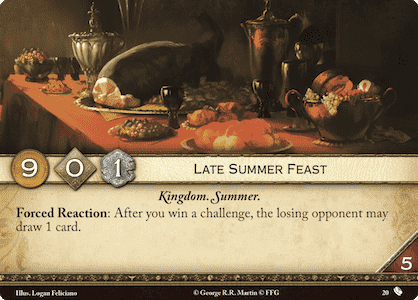 9 0 1 Late Summer Feast
Kingdom. Summer.
Forced Reaction: After you win a challenge, the losing opponent may
draw 1 card.
5
Illus. Logan Feliciano © George R.R. Martin © FFG 20